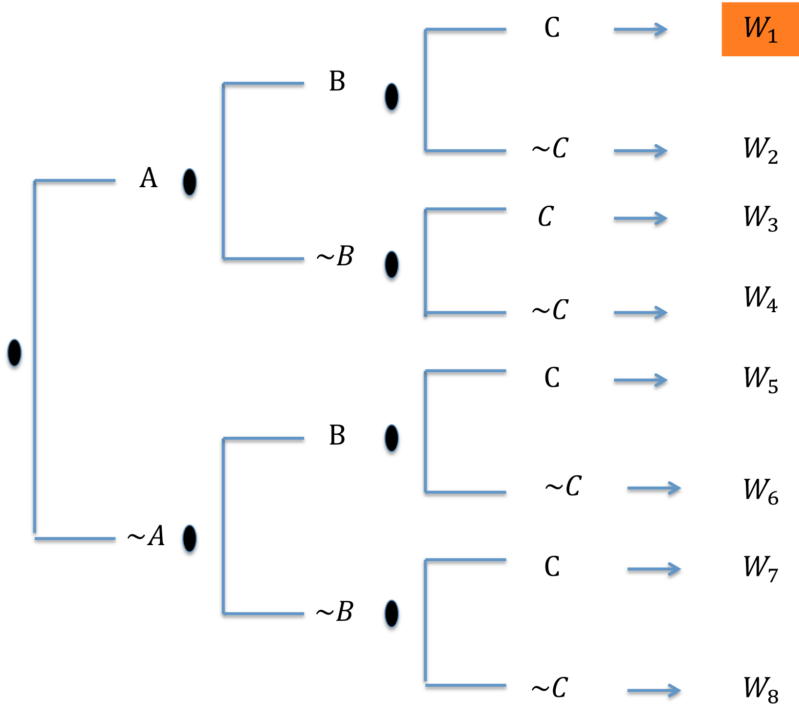 C W₁
B
~C W₂
A
C W₃
~B
~C W₄
C W₅
B
~C W₆
~A
C W₇
~B
~C W₈